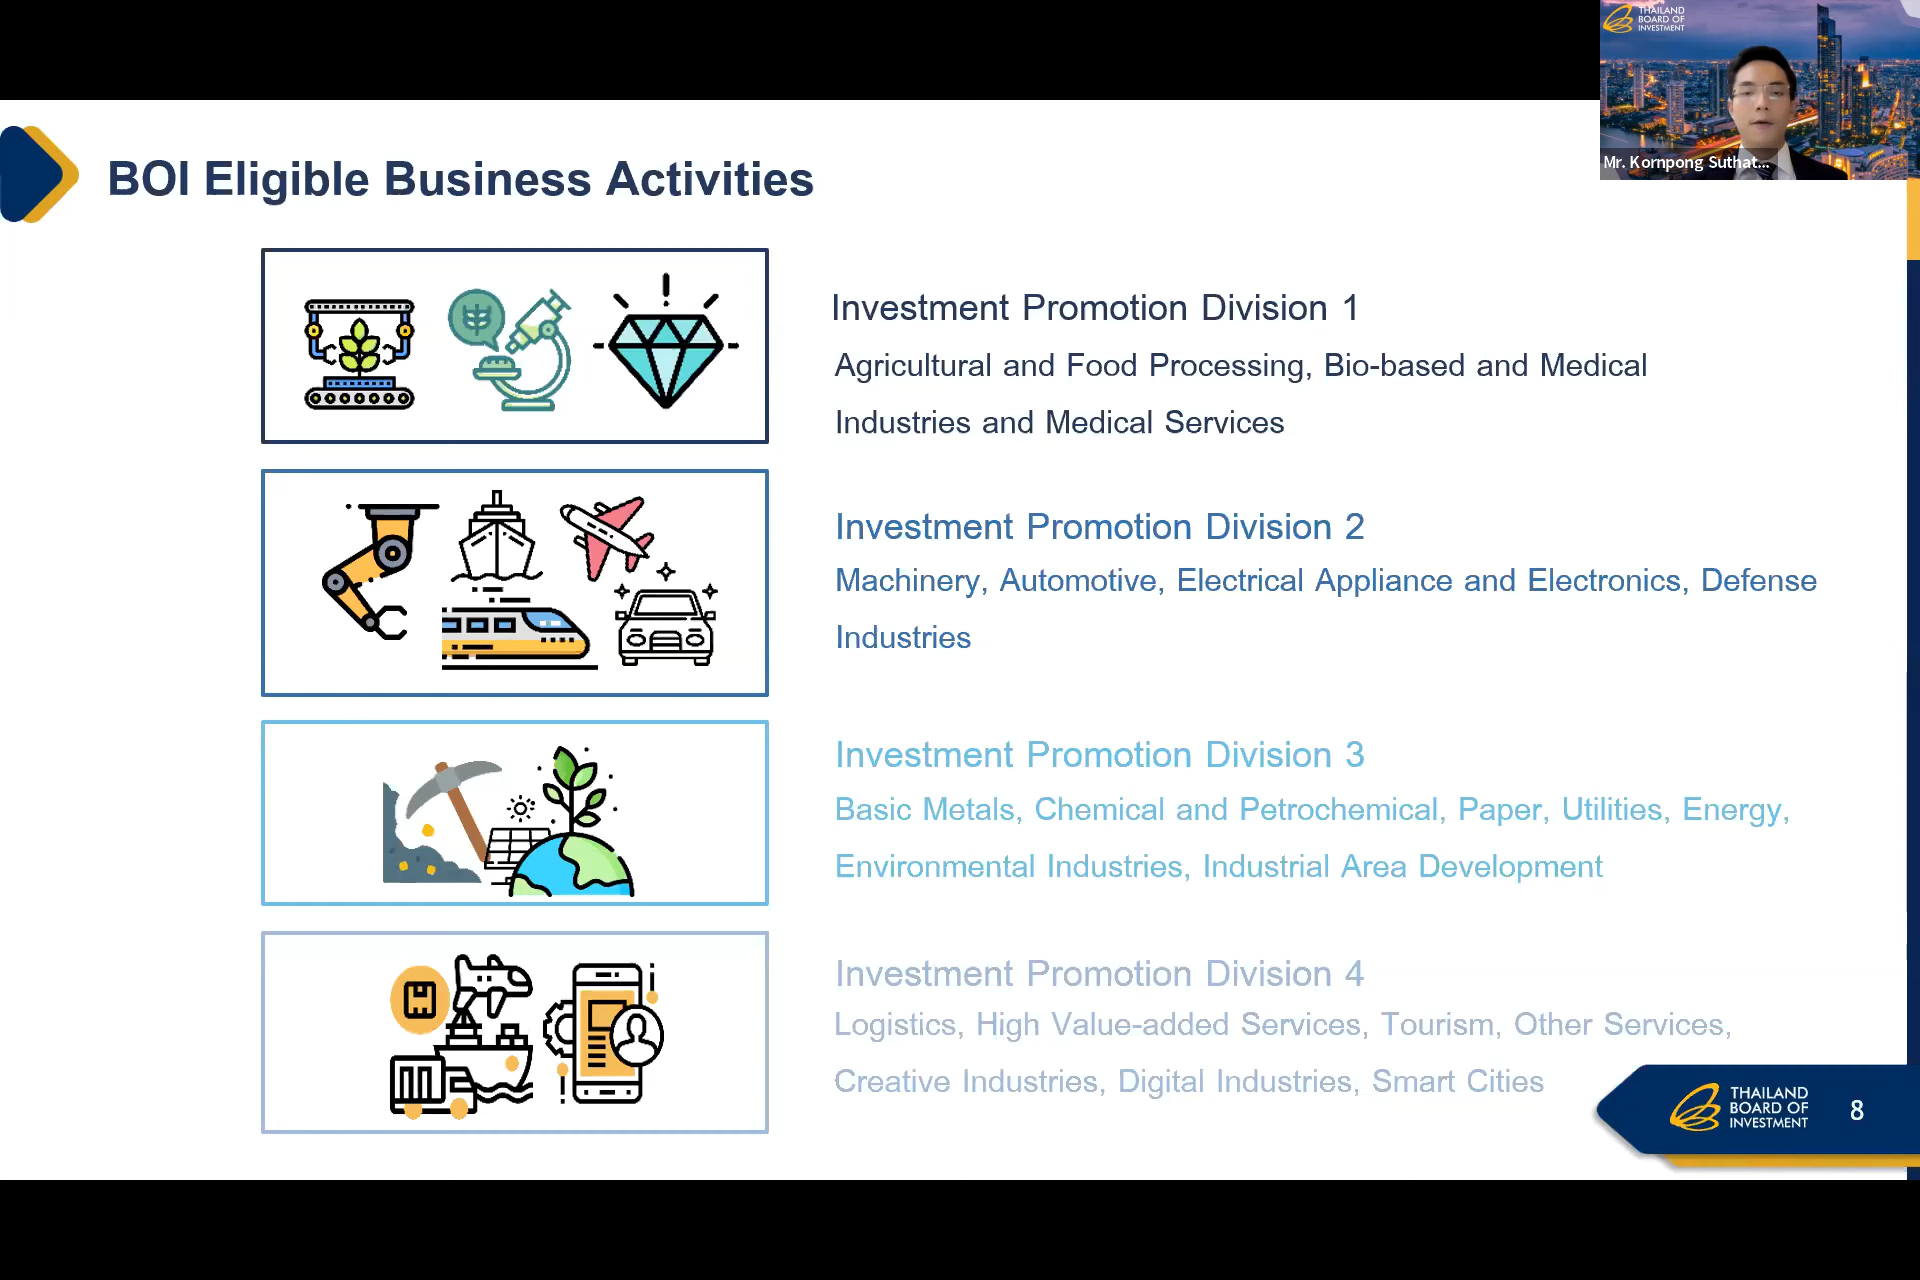 THAILAND
BOARD OF
INVESTMENT
Mr. Kornpong Suthat...
BOI Eligible Business Activities
Investment Promotion Division 1
Agricultural and Food Processing, Bio-based and Medical
Industries and Medical Services
Investment Promotion Division 2
Machinery, Automotive, Electrical Appliance and Electronics, Defense
Industries
Investment Promotion Division 3
Basic Metals, Chemical and Petrochemical, Paper, Utilities, Energy,
Environmental Industries, Industrial Area Development
Investment Promotion Division 4
Logistics, High Value-added Services, Tourism, Other Services,
Creative Industries, Digital Industries, Smart Cities
THAILAND
BOARD OF
INVESTMENT
8